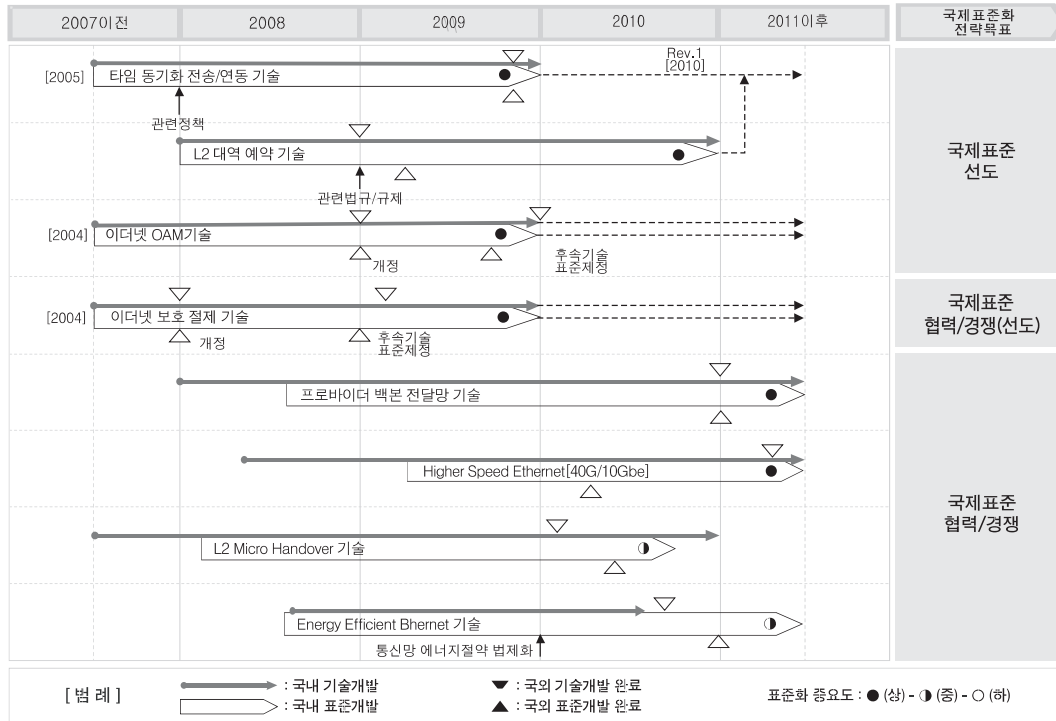 2007이전 2008 2009 2010 2011이후 국제표준화
전략목표
Rev.1
[2010]
[2005] 타임 동기화 전송/연동 기술
관련정책
L2 대역 예약 기술
관련법규/규제
국제표준
선도
[2004] 이더넷 OAM기술
개정
후속기술
표준제정
[2004] 이더넷 보호 절제 기술
개정
후속기술
표준제정
국제표준
협력/경쟁(선도)
프로바이더 백본 전달망 기술
Higher Speed Ethernet[40G/10Gbe]
국제표준
협력/경쟁
L2 Micro Handover 기술
Energy Efficient Bhernet 기술
통신망 에너지절약 법제화
[범 례] : 국내 기술개발 : 국외 기술개발 완료
: 국내 표준개발 : 국외 표준개발 완료
표준화 중요도 : ● (상) - ◑ (중) - ○ (하)